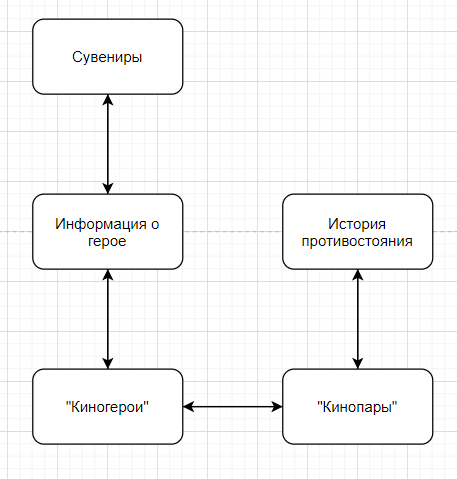 Сувениры
Информация о
герое
История
противостояния
"Киногерои"
"Кинопары"